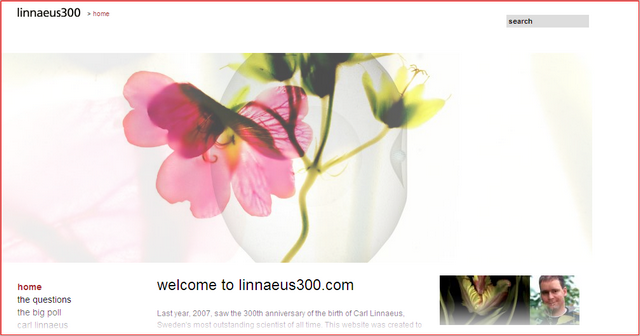 linnaeus300 » home
search
home
the questions
the big poll
carl linnaeus
welcome to linnaeus300.com
Last year, 2007, saw the 300th anniversary of the birth of Carl Linnaeus,
Sweden's most outstanding scientist of all time. This website was created to